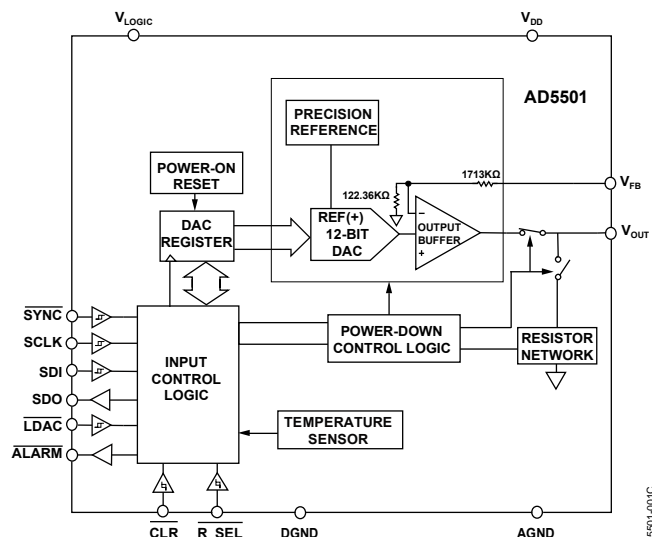 VLOGIC
VDD
AD5501
PRECISION
REFERENCE
POWER-ON
RESET
1713KΩ
VFB
122.36KΩ
DAC
REGISTER
REF(+)
12-BIT
DAC
–
OUTPUT
BUFFER
+
VOUT
SYNC
SCLK
SDI
SDO
LDAC
ALARM
INPUT
CONTROL
LOGIC
POWER-DOWN
CONTROL LOGIC
RESISTOR
NETWORK
TEMPERATURE
SENSOR
CLR
R_SEL
DGND
AGND
5501-001C